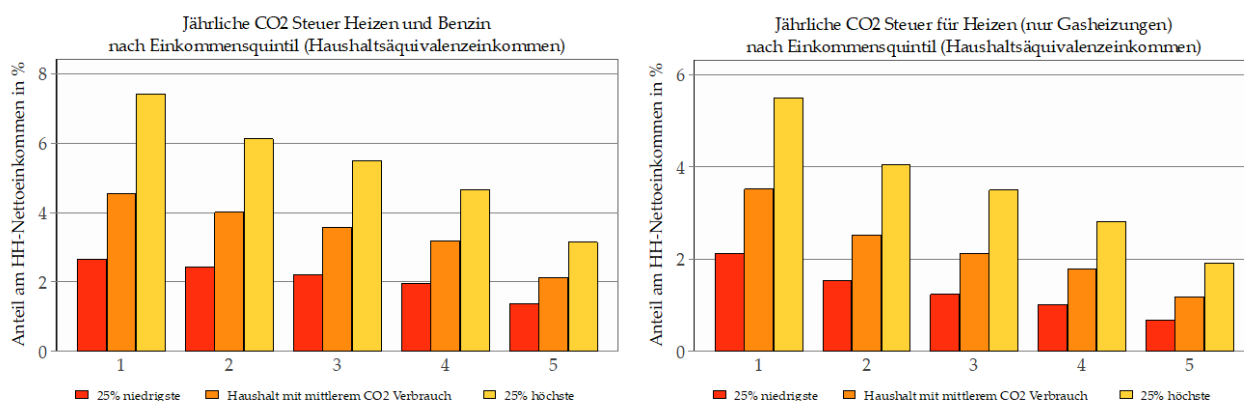 Jährliche CO2 Steuer Heizen und Benzin
nach Einkommensquintil (Haushaltsäquivalenzeinkommen)
Anteil am HH-Nettoeinkommen in %
8
6
4
2
0
1 2 3 4 5
25% niedrigste Haushalt mit mittlerem CO2 Verbrauch 25% höchste
Jährliche CO2 Steuer für Heizen (nur Gasheizungen)
nach Einkommensquintil (Haushaltsäquivalenzeinkommen)
Anteil am HH-Nettoeinkommen in %
6
4
2
0
1 2 3 4 5
25% niedrigste Haushalt mit mittlerem CO2 Verbrauch 25% höchste